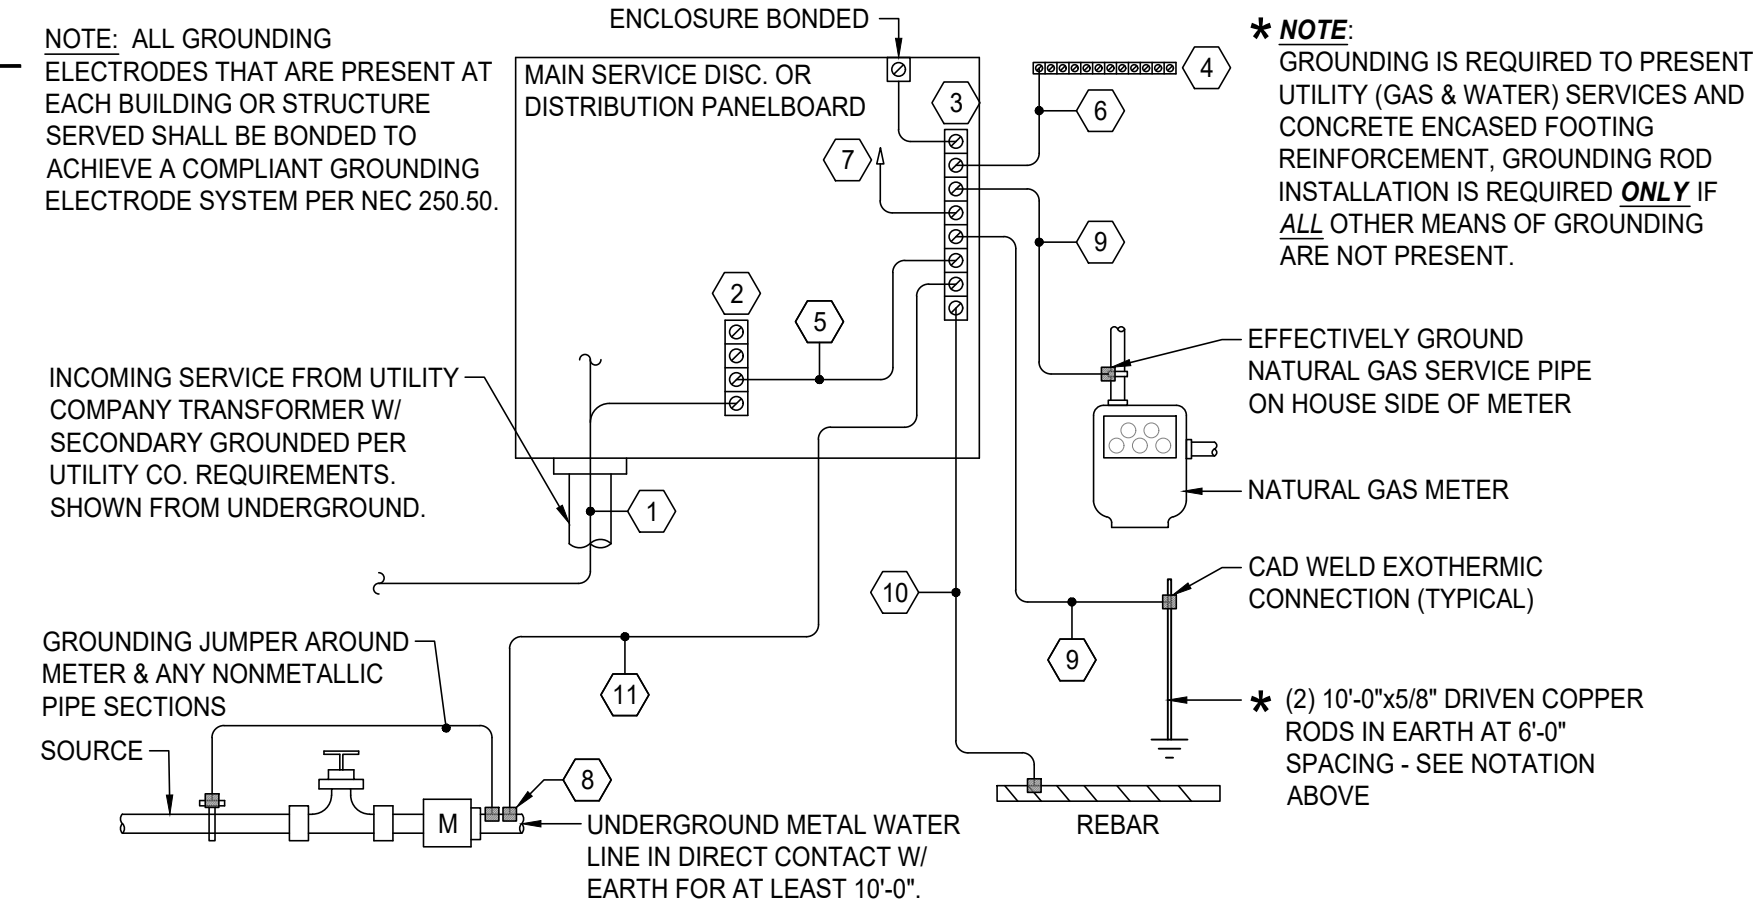 ENCLOSURE BONDED
NOTE: ALL GROUNDING
ELECTRODES THAT ARE PRESENT AT
EACH BUILDING OR STRUCTURE
SERVED SHALL BE BONDED TO
ACHIEVE A COMPLIANT GROUNDING
ELECTRODE SYSTEM PER NEC 250.50.
MAIN SERVICE DISC. OR
DISTRIBUTION PANELBOARD
3
4
6
7
9
2
5
* NOTE:
GROUNDING IS REQUIRED TO PRESENT
UTILITY (GAS & WATER) SERVICES AND
CONCRETE ENCASED FOOTING
REINFORCEMENT, GROUNDING ROD
INSTALLATION IS REQUIRED ONLY IF
ALL OTHER MEANS OF GROUNDING
ARE NOT PRESENT.
INCOMING SERVICE FROM UTILITY
COMPANY TRANSFORMER W/
SECONDARY GROUNDED PER
UTILITY CO. REQUIREMENTS.
SHOWN FROM UNDERGROUND.
1
EFFECTIVELY GROUND
NATURAL GAS SERVICE PIPE
ON HOUSE SIDE OF METER
NATURAL GAS METER
CAD WELD EXOTHERMIC
CONNECTION (TYPICAL)
10
9
11
GROUNDING JUMPER AROUND
METER & ANY NONMETALLIC
PIPE SECTIONS
SOURCE
8
M
UNDERGROUND METAL WATER
LINE IN DIRECT CONTACT W/
EARTH FOR AT LEAST 10'-0".
REBAR
* (2) 10'-0"x5/8" DRIVEN COPPER
RODS IN EARTH AT 6'-0"
SPACING - SEE NOTATION
ABOVE